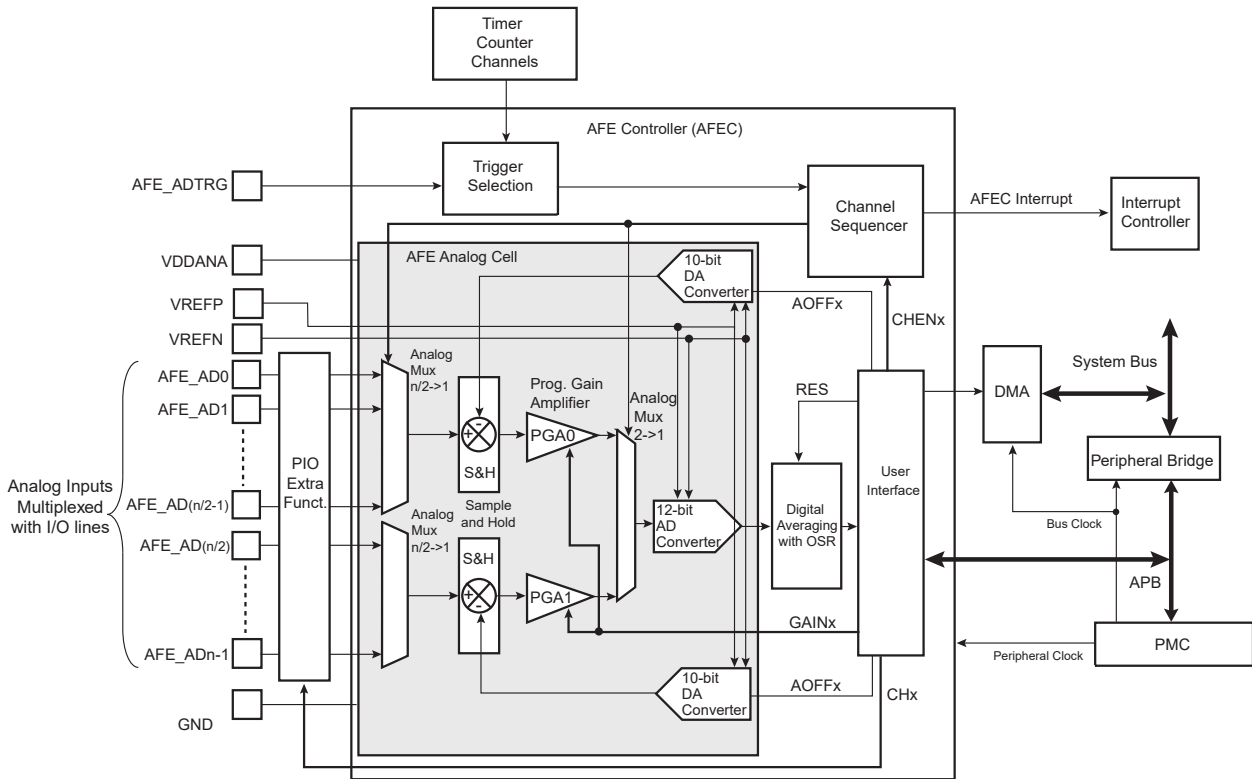 Timer
Counter
Channels
AFE Controller (AFEC)
AFE_ADTRG
Trigger
Selection
Channel
Sequencer
AFEC Interrupt
Interrupt
Controller
VDDANA
AFE Analog Cell
10-bit
DA
Converter
AOFFx
CHENx
VREFP
VREFN
System Bus
AFE_AD0
AFE_AD1
AFE_AD(n/2-1)
AFE_AD(n/2)
AFE_ADn-1
Analog Inputs
Multiplexed
with I/O lines
PIO
Extra
Funct.
Analog
Mux
n/2->1
Prog. Gain
Amplifier
Analog
Mux
2->1
+
-
S&H
PGA0
Sample
and Hold
Analog
Mux
n/2->1
S&H
+
-
PGA1
12-bit
AD
Converter
RES
Digital
Averaging
with OSR
User
Interface
DMA
Peripheral Bridge
Bus Clock
APB
GAINx
Peripheral Clock
PMC
10-bit
DA
Converter
AOFFx
CHx
GND